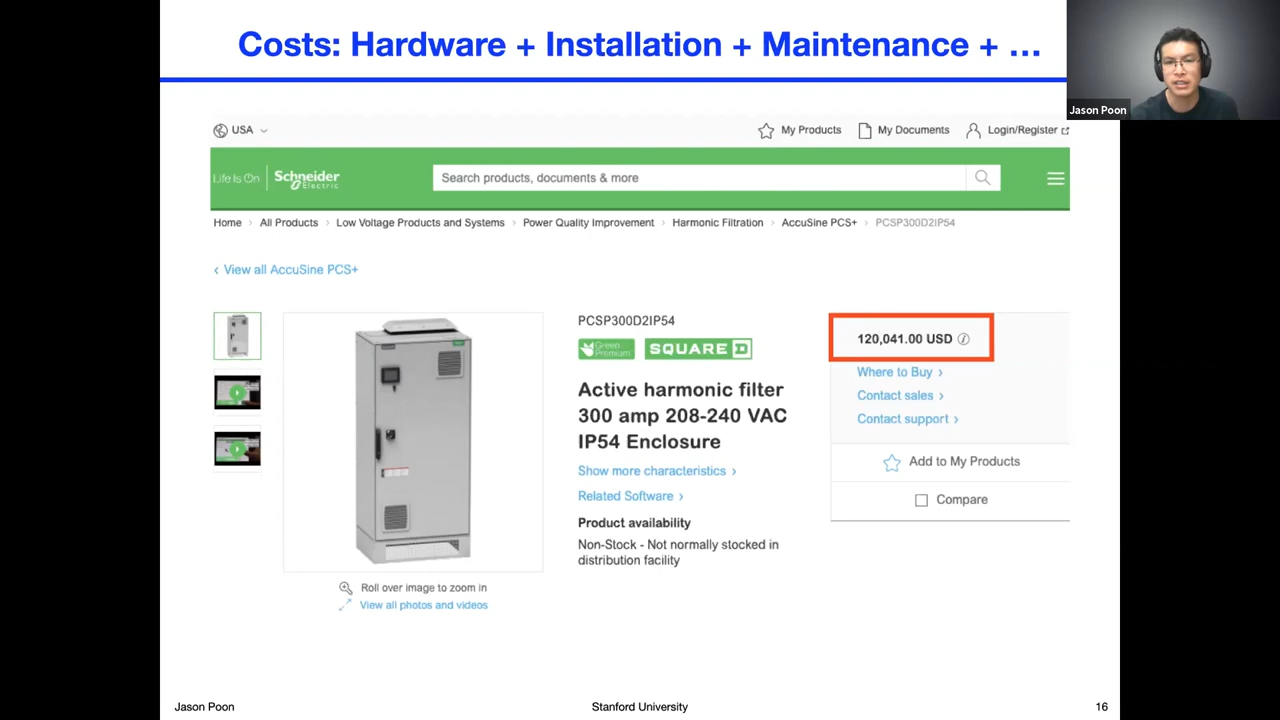 Costs: Hardware + Installation + Maintenance + ...
Jason Poon
USA
My Products
My Documents
Login/Register
Life Is On
Schneider
Electric
Search products, documents & more
Home > All Products > Low Voltage Products and Systems > Power Quality Improvement > Harmonic Filtration > AccuSine PCS+ > PCSP300D2IP54
‹ View all AccuSine PCS+
PCSP300D2IP54
Green
Premium
SQUARE D
Active harmonic filter
300 amp 208-240 VAC
IP54 Enclosure
Show more characteristics ›
Related Software ›
Product availability
Non-Stock - Not normally stocked in
distribution facility
120,041.00 USD
Where to Buy ›
Contact sales ›
Contact support ›
Add to My Products
Compare
Roll over image to zoom in
View all photos and videos
Jason Poon
Stanford University
16